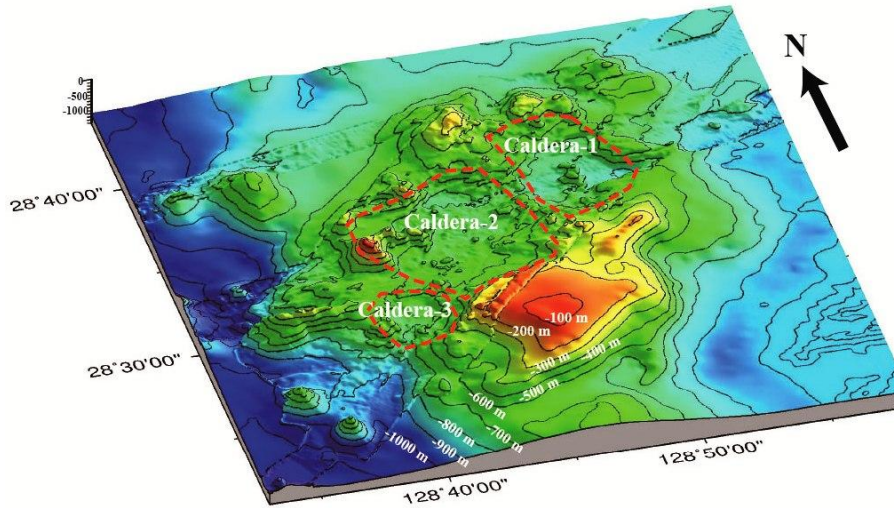 N
0
-500
-1000
Caldera-1
28°40'00"
Caldera-2
Caldera-3
-100 m
-200 m
28°30'00"
-300 m
-400 m
-500 m
-600 m
-700 m
-800 m
-900 m
-1000 m
128°50'00"
128°40'00"